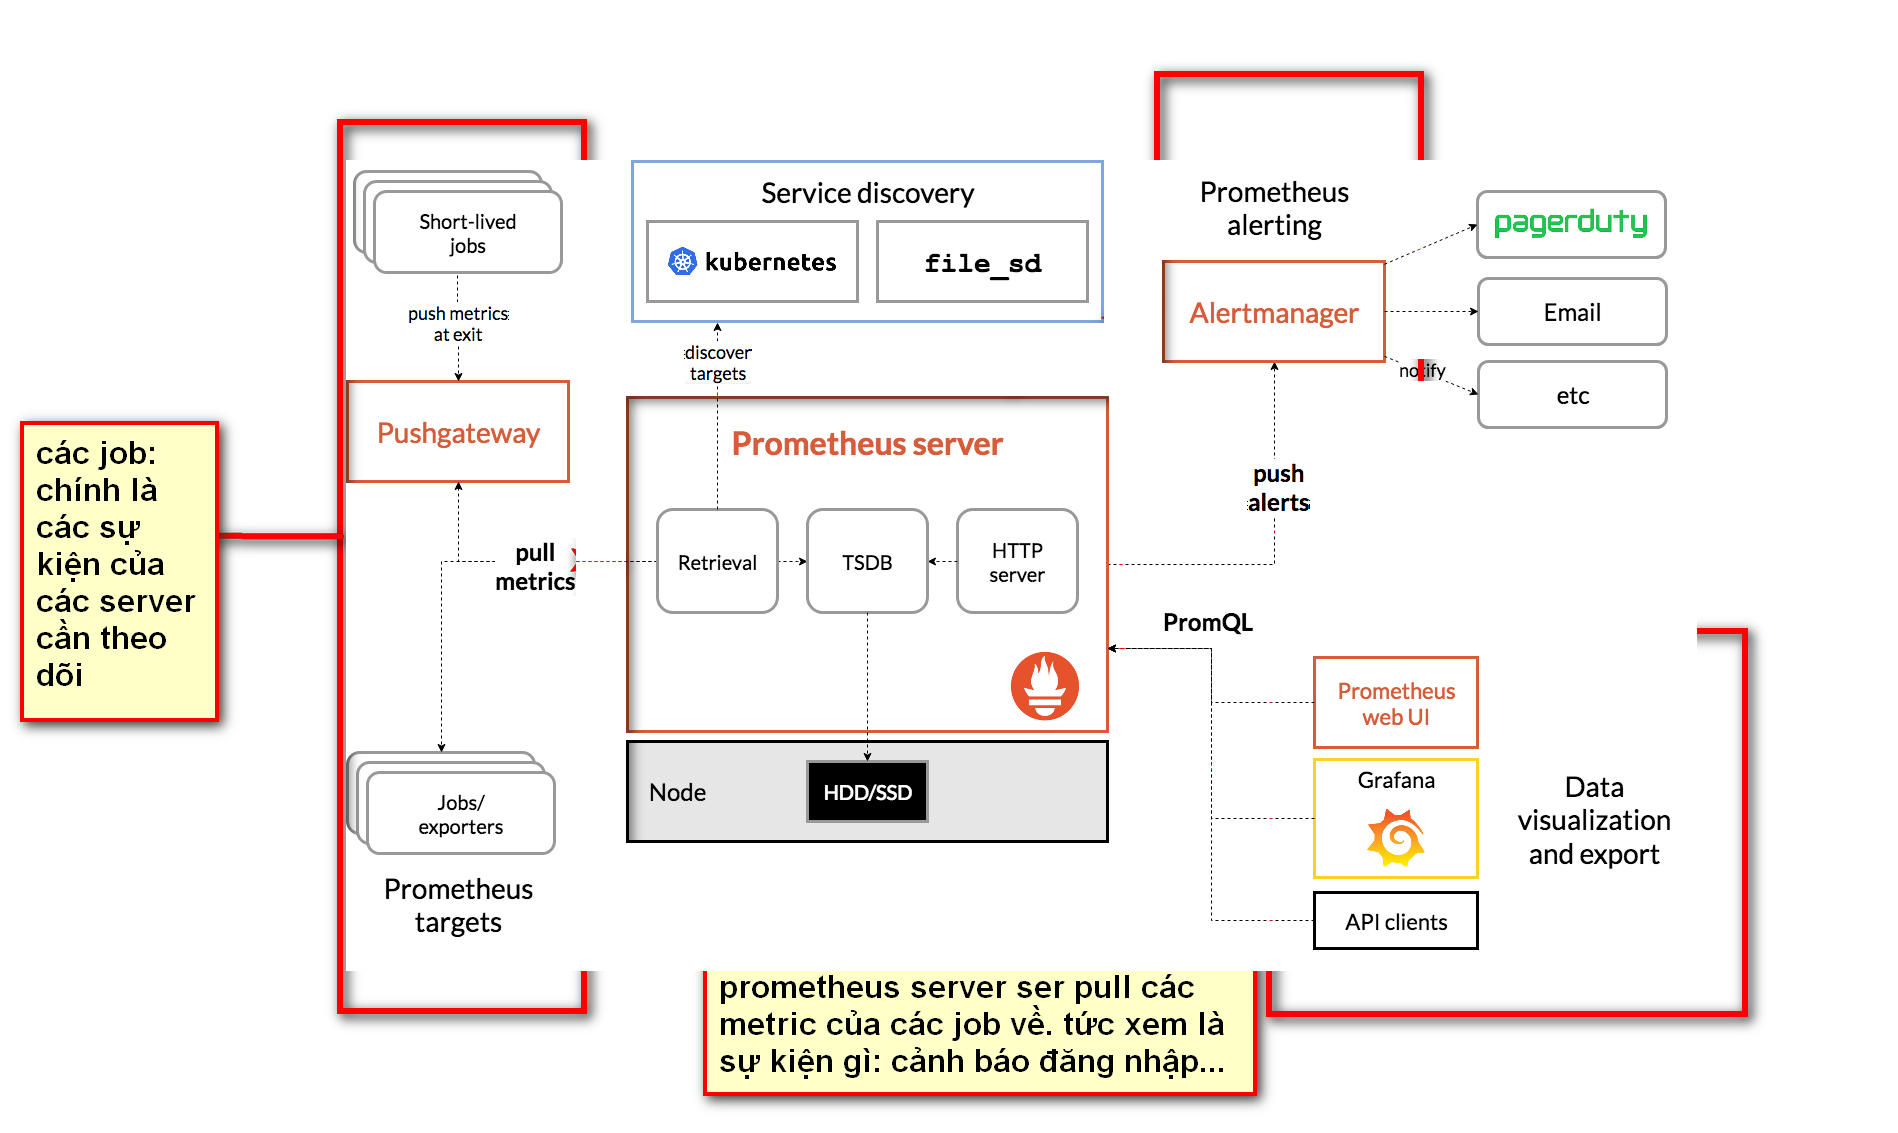 Short-lived
jobs
push metrics
at exit
Pushgateway
các job:
chính là
các sự
kiện của
các server
cần theo
dõi
pull
metrics
Jobs/
exporters
Prometheus
targets
Service discovery
kubernetes
file_sd
discover
targets
Prometheus server
Retrieval
TSDB
HTTP
server
Node
HDD/SSD
Prometheus
alerting
Alertmanager
pagerduty
Email
notify
etc
push
alerts
PromQL
Prometheus
web UI
Grafana
API clients
Data
visualization
and export
prometheus server ser pull các
metric của các job về. tức xem là
sự kiện gì: cảnh báo đăng nhập...